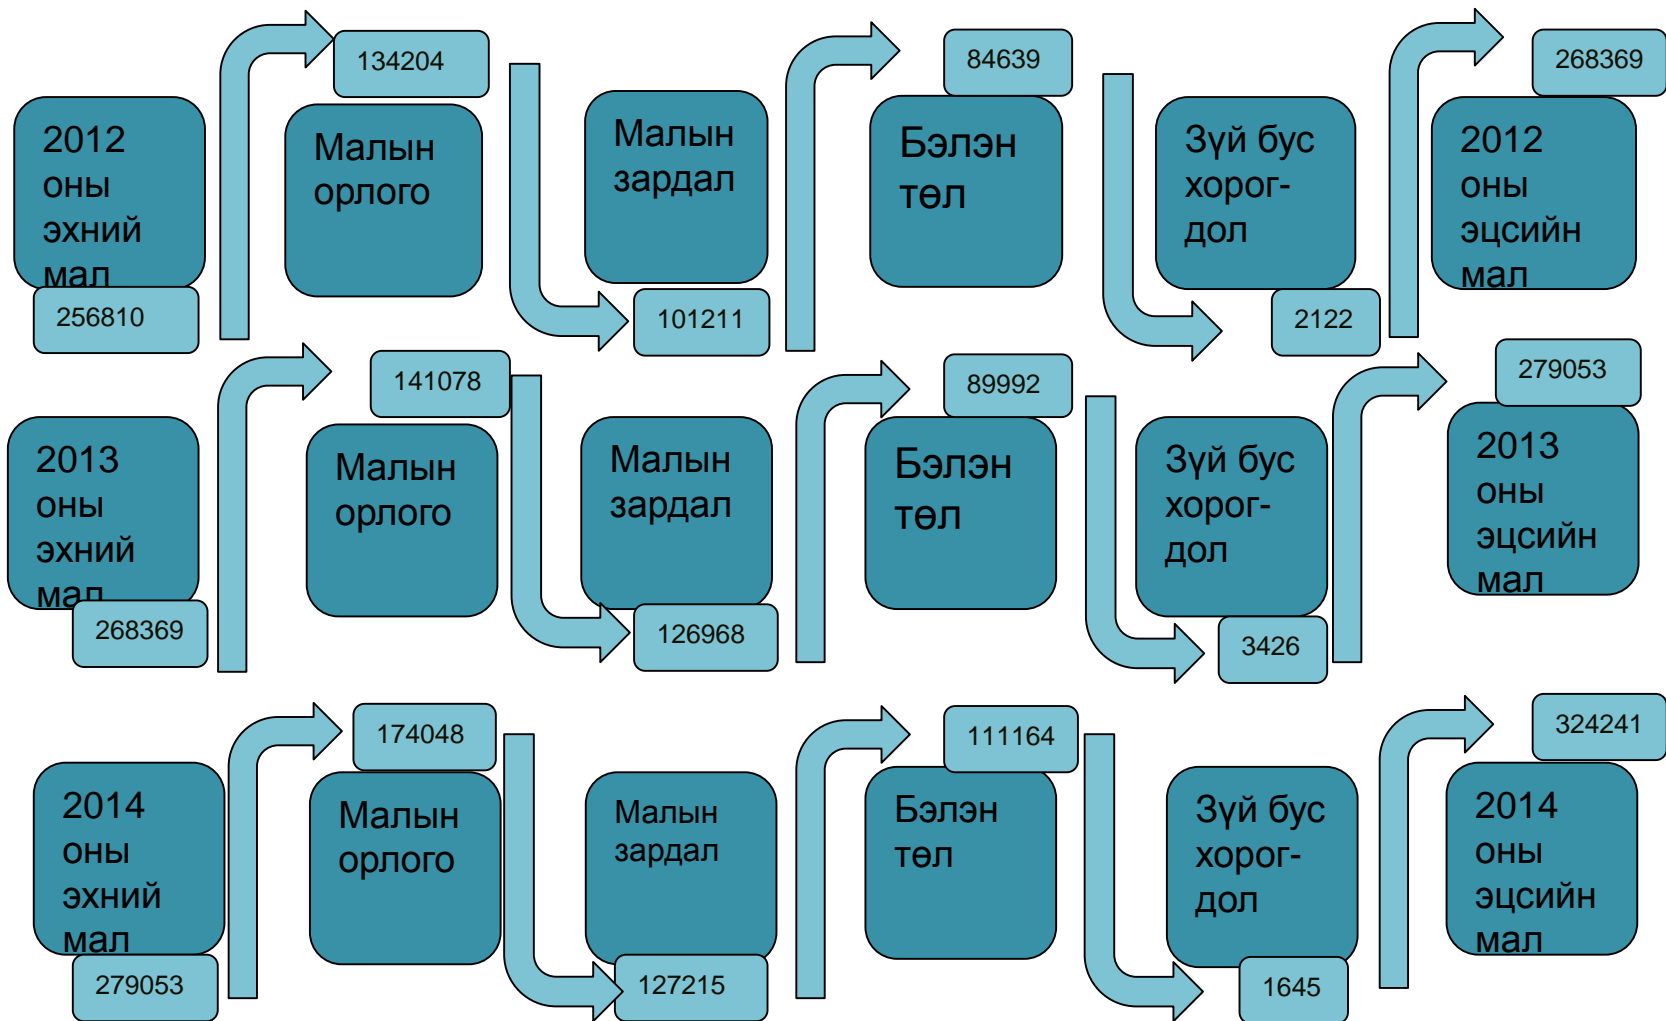 134204
84639
268369
2012
оны
эхний
мал
256810
Малын
орлого
Малын
зардал
101211
Бэлэн
төл
Зүй бус
хорог-
дол
2122
2012
оны
эцсийн
мал
141078
89992
279053
2013
оны
эхний
мал
268369
Малын
орлого
Малын
зардал
126968
Бэлэн
төл
Зүй бус
хорог-
дол
3426
2013
оны
эцсийн
мал
174048
111164
324241
2014
оны
эхний
мал
279053
Малын
орлого
Малын
зардал
127215
Бэлэн
төл
Зүй бус
хорог-
дол
1645
2014
оны
эцсийн
мал